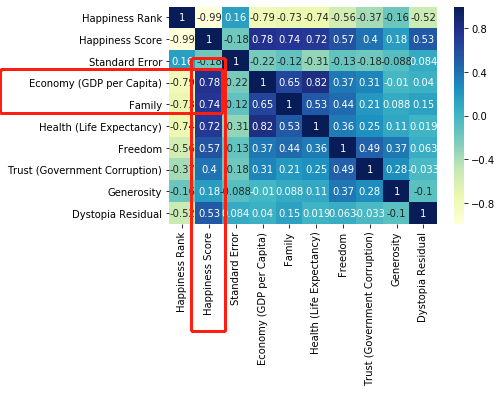 Happiness Rank 1 -0.99 0.16 -0.79 -0.73 -0.74 -0.56 -0.37 -0.16 -0.52
Happiness Score -0.99 1 -0.18 0.78 0.74 0.72 0.57 0.4 0.18 0.53
Standard Error 0.16 -0.18 1 -0.22 -0.12 -0.31 -0.13 -0.18 -0.088 0.084
Economy (GDP per Capita) -0.79 0.78 -0.22 1 0.65 0.82 0.37 0.31 -0.01 0.04
Family -0.73 0.74 -0.12 0.65 1 0.53 0.44 0.21 0.088 0.15
Health (Life Expectancy) -0.74 0.72 -0.31 0.82 0.53 1 0.36 0.25 0.11 0.019
Freedom -0.56 0.57 -0.13 0.37 0.44 0.36 1 0.49 0.37 0.063
Trust (Government Corruption) -0.37 0.4 -0.18 0.31 0.21 0.25 0.49 1 0.28 -0.033
Generosity -0.16 0.18 -0.088 -0.01 0.088 0.11 0.37 0.28 1 -0.1
Dystopia Residual -0.52 0.53 0.084 0.04 0.15 0.019 0.063 -0.033 -0.1 1
Happiness Rank
Happiness Score
Standard Error
Economy (GDP per Capita)
Family
Health (Life Expectancy)
Freedom
Trust (Government Corruption)
Generosity
Dystopia Residual
0.8
0.4
0.0
-0.4
-0.8